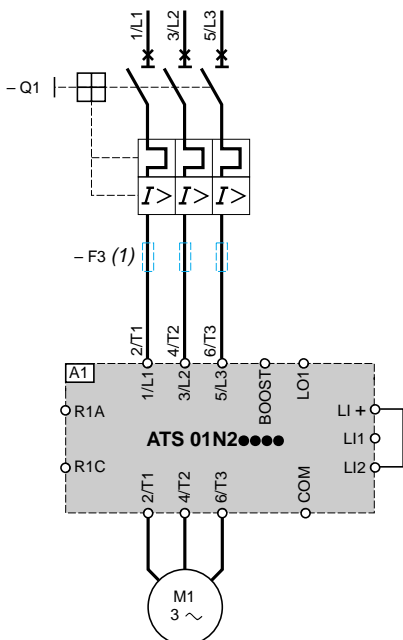 1/L1 3/L2 5/L3
– Q1
I> I> I>
– F3 (1)
2/T1 4/T2 6/T3
A1
1/L1 3/L2 5/L3 BOOST LO1
R1A
LI +
ATS 01N2●●●●
LI1
R1C
LI2
2/T1 4/T2 6/T3 COM
M1
3 ~